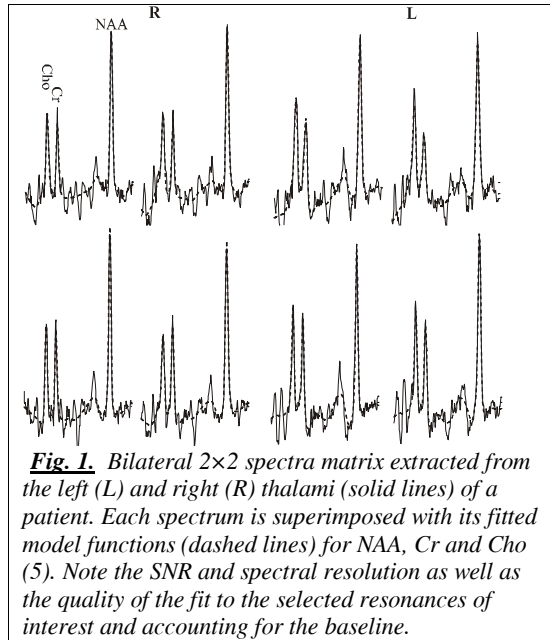 R L
NAA
Cho
Cr
Fig. 1. Bilateral 2×2 spectra matrix extracted from
the left (L) and right (R) thalami (solid lines) of a
patient. Each spectrum is superimposed with its fitted
model functions (dashed lines) for NAA, Cr and Cho
(5). Note the SNR and spectral resolution as well as
the quality of the fit to the selected resonances of
interest and accounting for the baseline.